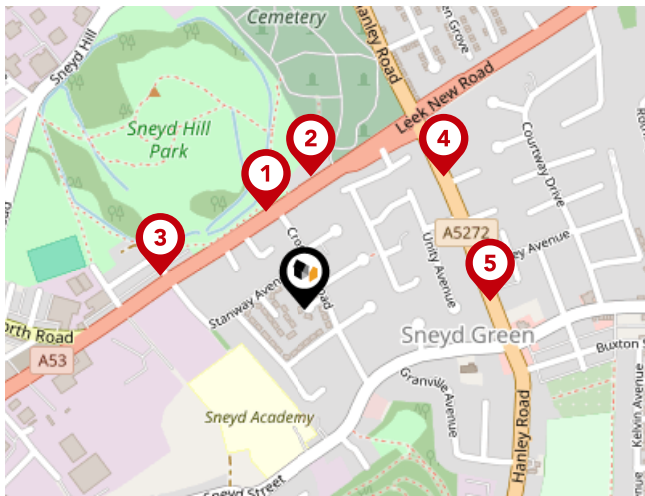 Cemetery
Sneyd Hill
Hanley Road
Leek New Road
Sneyd Hill
Park
2
4
1
Courtway Drive
3
A5272
Unity Avenue
5
Stanway
Sneyd Green
A53
Buxton
Granville Avenue
Kelvin Avenue
Sneyd Academy
Hanley Road
Sneyd Street